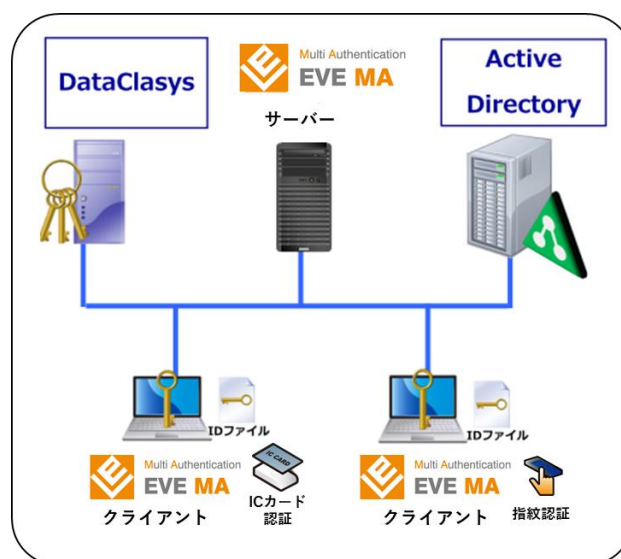 DataClasys
Multi Authentication
EVE MA
サーバー
Active
Directory
IDファイル
Multi Authentication
EVE MA
クライアント
IC CARD
ICカード
認証
IDファイル
Multi Authentication
EVE MA
クライアント
指紋認証